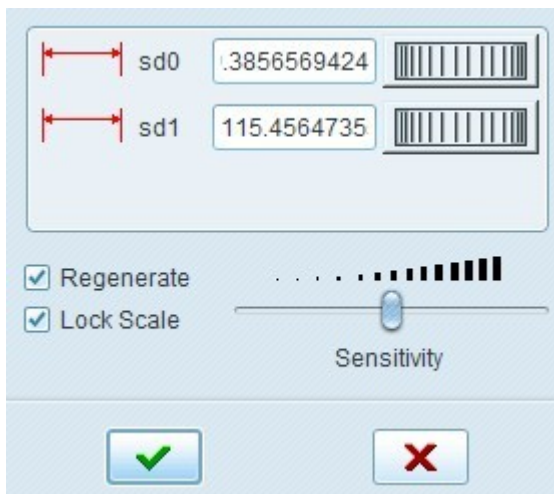 sd0 .3856569424
sd1 115.4564735
Regenerate
Lock Scale
Sensitivity